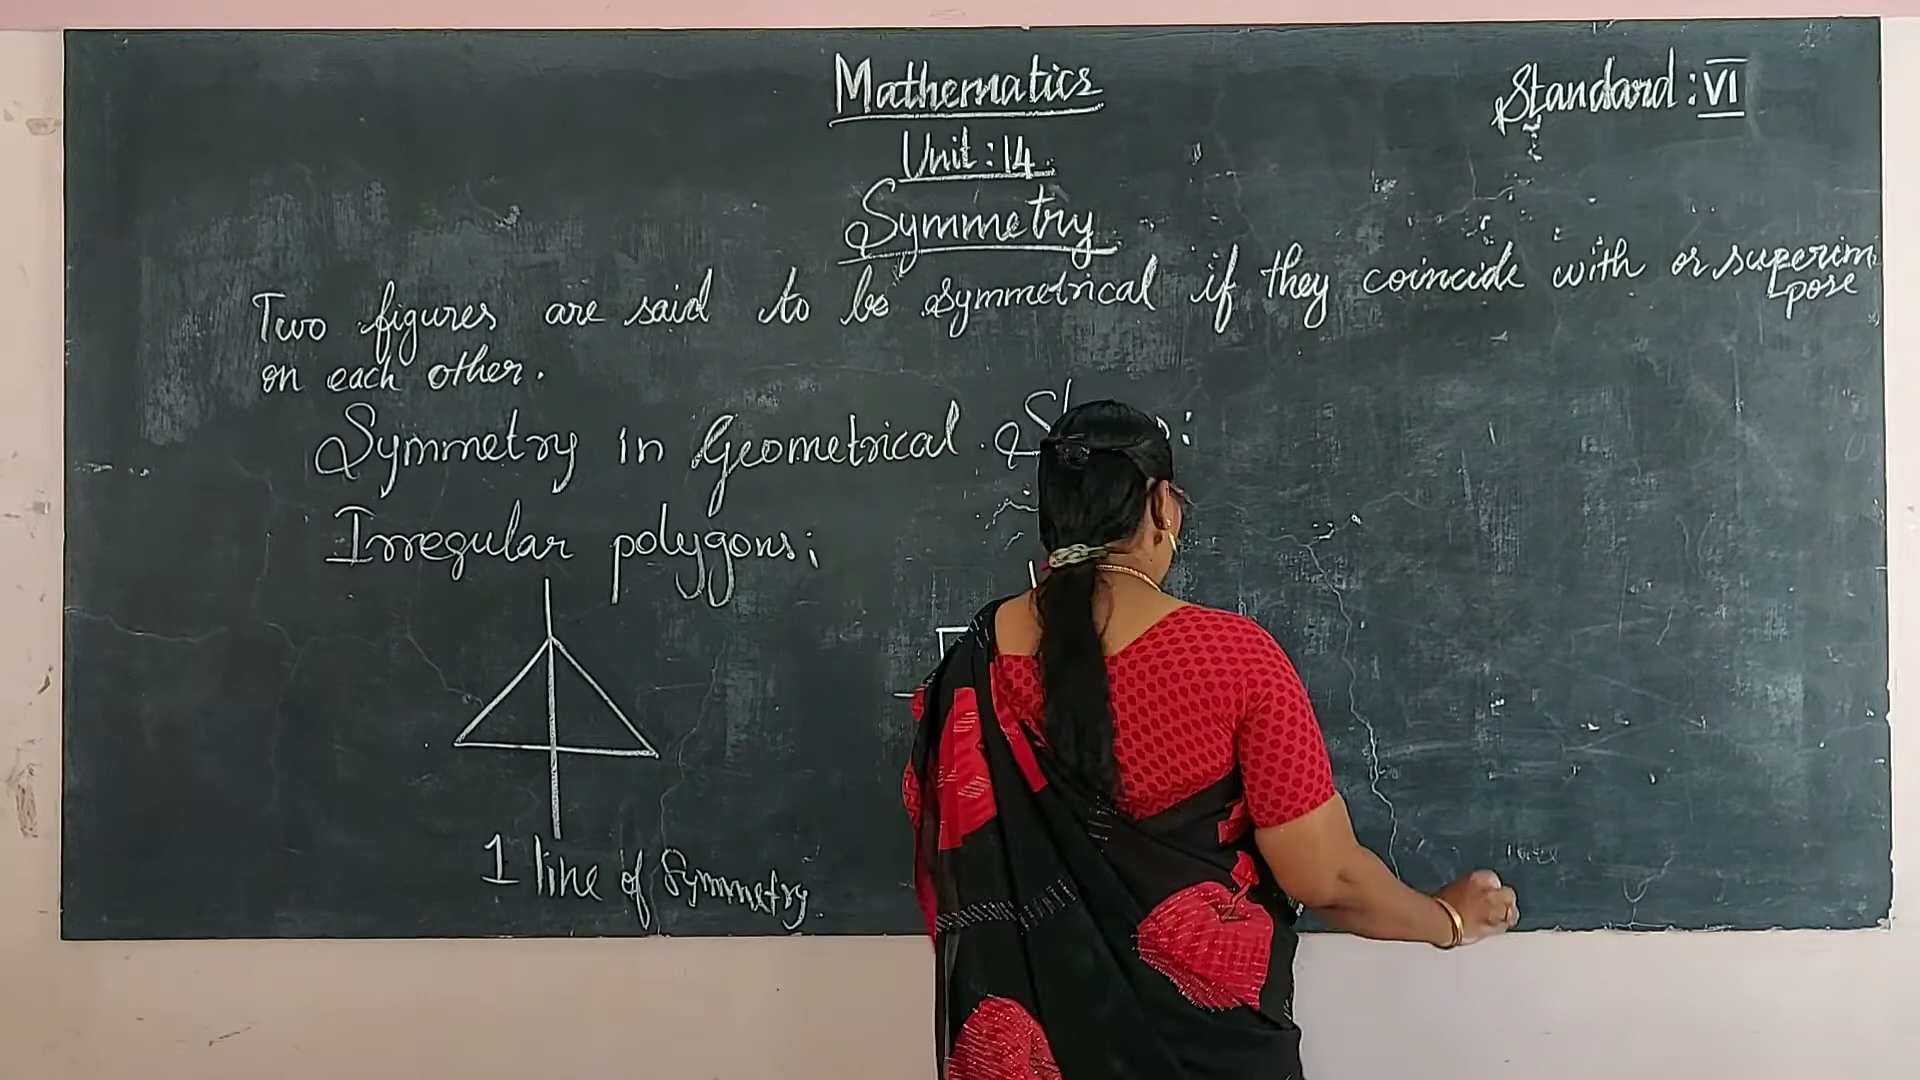 Mathematics
Standard : VI
Unit : 14
Symmetry
Two figures are said to be symmetrical if they coincide with or superim
pose
on each other.
Symmetry in Geometrical :
Irregular polygons;
1 line of Symmetry.